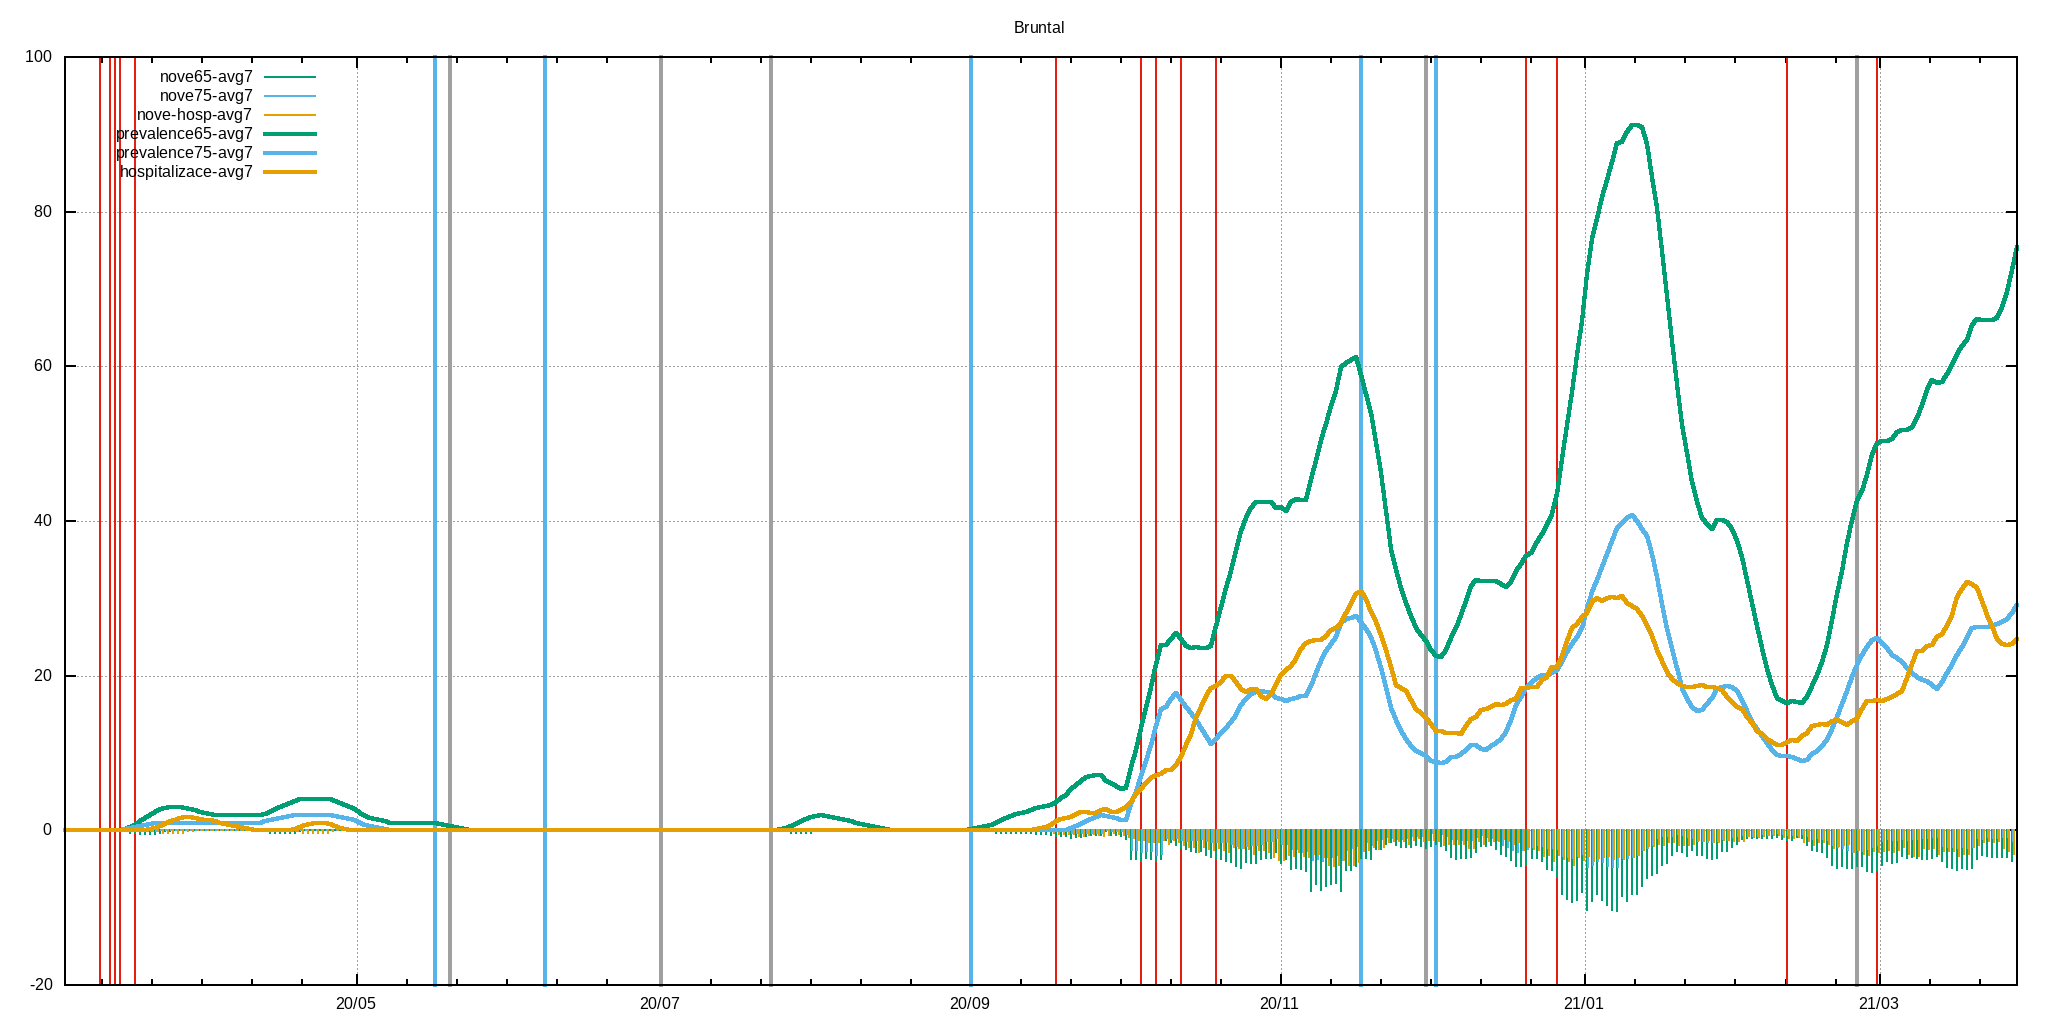 Bruntal
100
nove65-avg7
nove75-avg7
nove-hosp-avg7
prevalence65-avg7
prevalence75-avg7
hospitalizace-avg7
80
60
40
20
0
-20
20/05
20/07
20/09
20/11
21/01
21/03